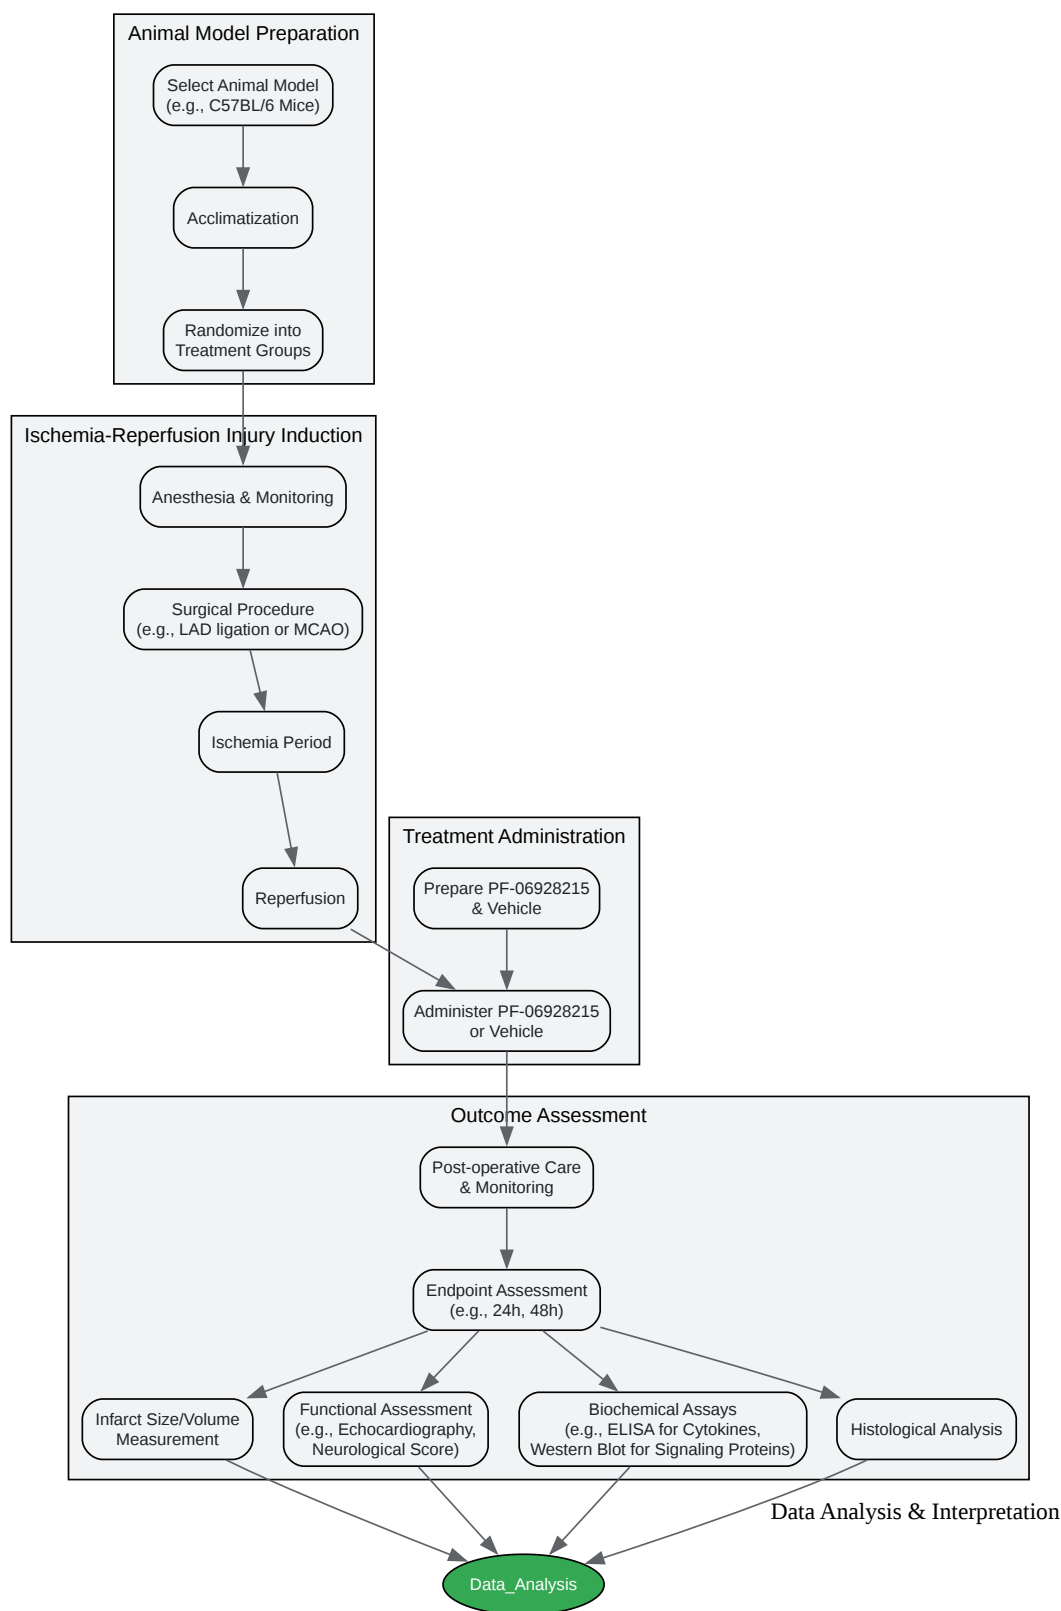 Animal Model Preparation
Select Animal Model
(e.g., C57BL/6 Mice)
Acclimatization
Randomize into
Treatment Groups
Ischemia-Reperfusion Injury Induction
Anesthesia & Monitoring
Surgical Procedure
(e.g., LAD ligation or MCAO)
Ischemia Period
Reperfusion
Treatment Administration
Prepare PF-06928215
& Vehicle
Administer PF-06928215
or Vehicle
Outcome Assessment
Post-operative Care
& Monitoring
Endpoint Assessment
(e.g., 24h, 48h)
Infarct Size/Volume
Measurement
Functional Assessment
(e.g., Echocardiography,
Neurological Score)
Biochemical Assays
(e.g., ELISA for Cytokines,
Western Blot for Signaling Proteins)
Histological Analysis
Data Analysis & Interpretation
Data_Analysis